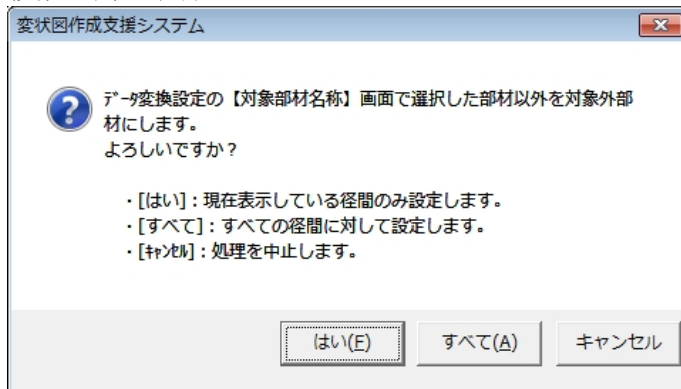 変状図作成支援システム
ﾃﾞｰﾀ変換設定の【対象部材名称】画面で選択した部材以外を対象外部
材にします。
よろしいですか？
・[はい]：現在表示している径間のみ設定します。
・[すべて]：すべての径間に対して設定します。
・[ｷｬﾝｾﾙ]：処理を中止します。
はい(F)
すべて(A)
キャンセル